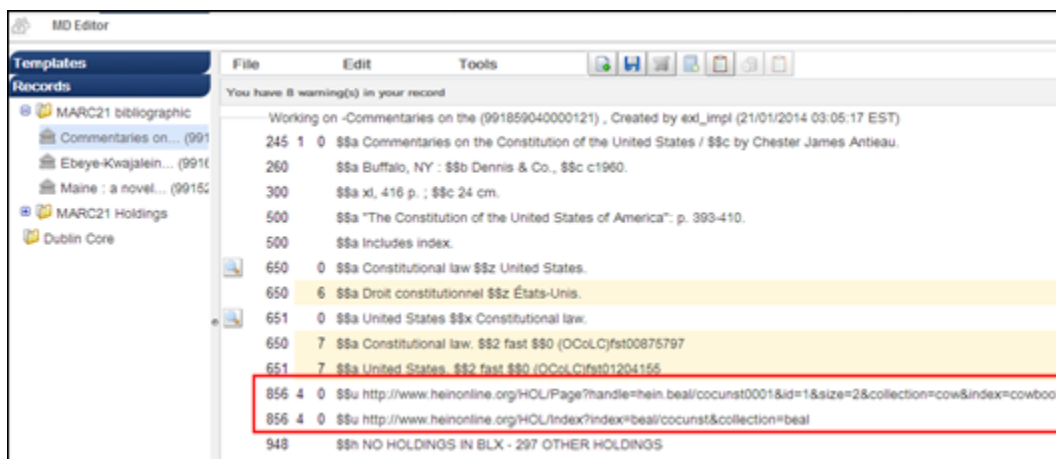 MD Editor
Templates
Records
MARC21 bibliographic
Commentaries on... (991
Ebeye-Kwajalein... (9916
Maine : a novel... (99152
MARC21 Holdings
Dublin Core
File Edit Tools
You have 8 warning(s) in your record
Working on -Commentaries on the (991859040000121) , Created by exl_impl (21/01/2014 03:05:17 EST)
245 1 0 $$a Commentaries on the Constitution of the United States / $$c by Chester James Antieau.
260 $$a Buffalo, NY : $$b Dennis & Co., $$c c1960.
300 $$a xl, 416 p. ; $$c 24 cm.
500 $$a "The Constitution of the United States of America": p. 393-410.
500 $$a Includes index.
650 0 $$a Constitutional law $$z United States.
650 6 $$a Droit constitutionnel $$z États-Unis.
651 0 $$a United States $$x Constitutional law.
650 7 $$a Constitutional law. $$2 fast $$0 (OCoLC)fst00875797
651 7 $$a United States. $$2 fast $$0 (OCoLC)fst01204155
856 4 0 $$u http://www.heinonline.org/HOL/Page?handle=hein.beal/cocunst0001&id=1&size=2&collection=cow&index=cowboo
856 4 0 $$u http://www.heinonline.org/HOL/Index?index=beal/cocunst&collection=beal
948 $$h NO HOLDINGS IN BLX - 297 OTHER HOLDINGS